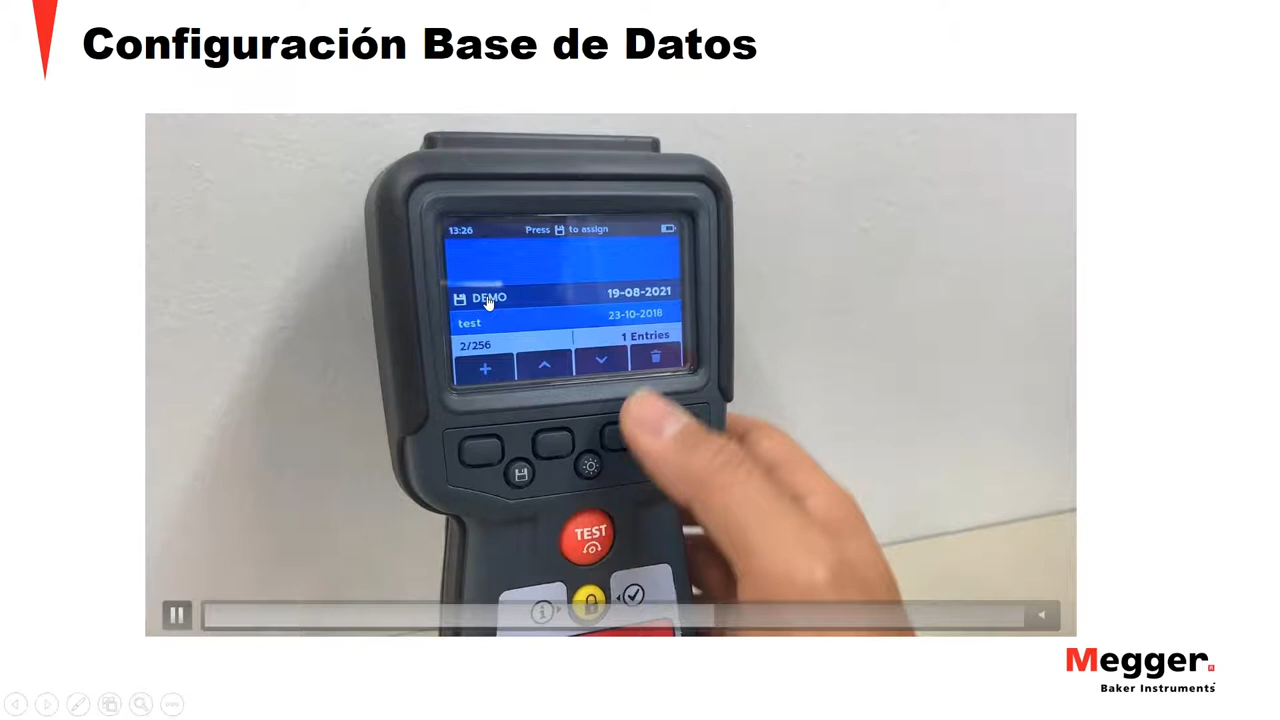 Configuración Base de Datos
13:26 Press to assign
DEMO 19-08-2021
test 23-10-2018
2/256 1 Entries
TEST
Megger.
Baker Instruments